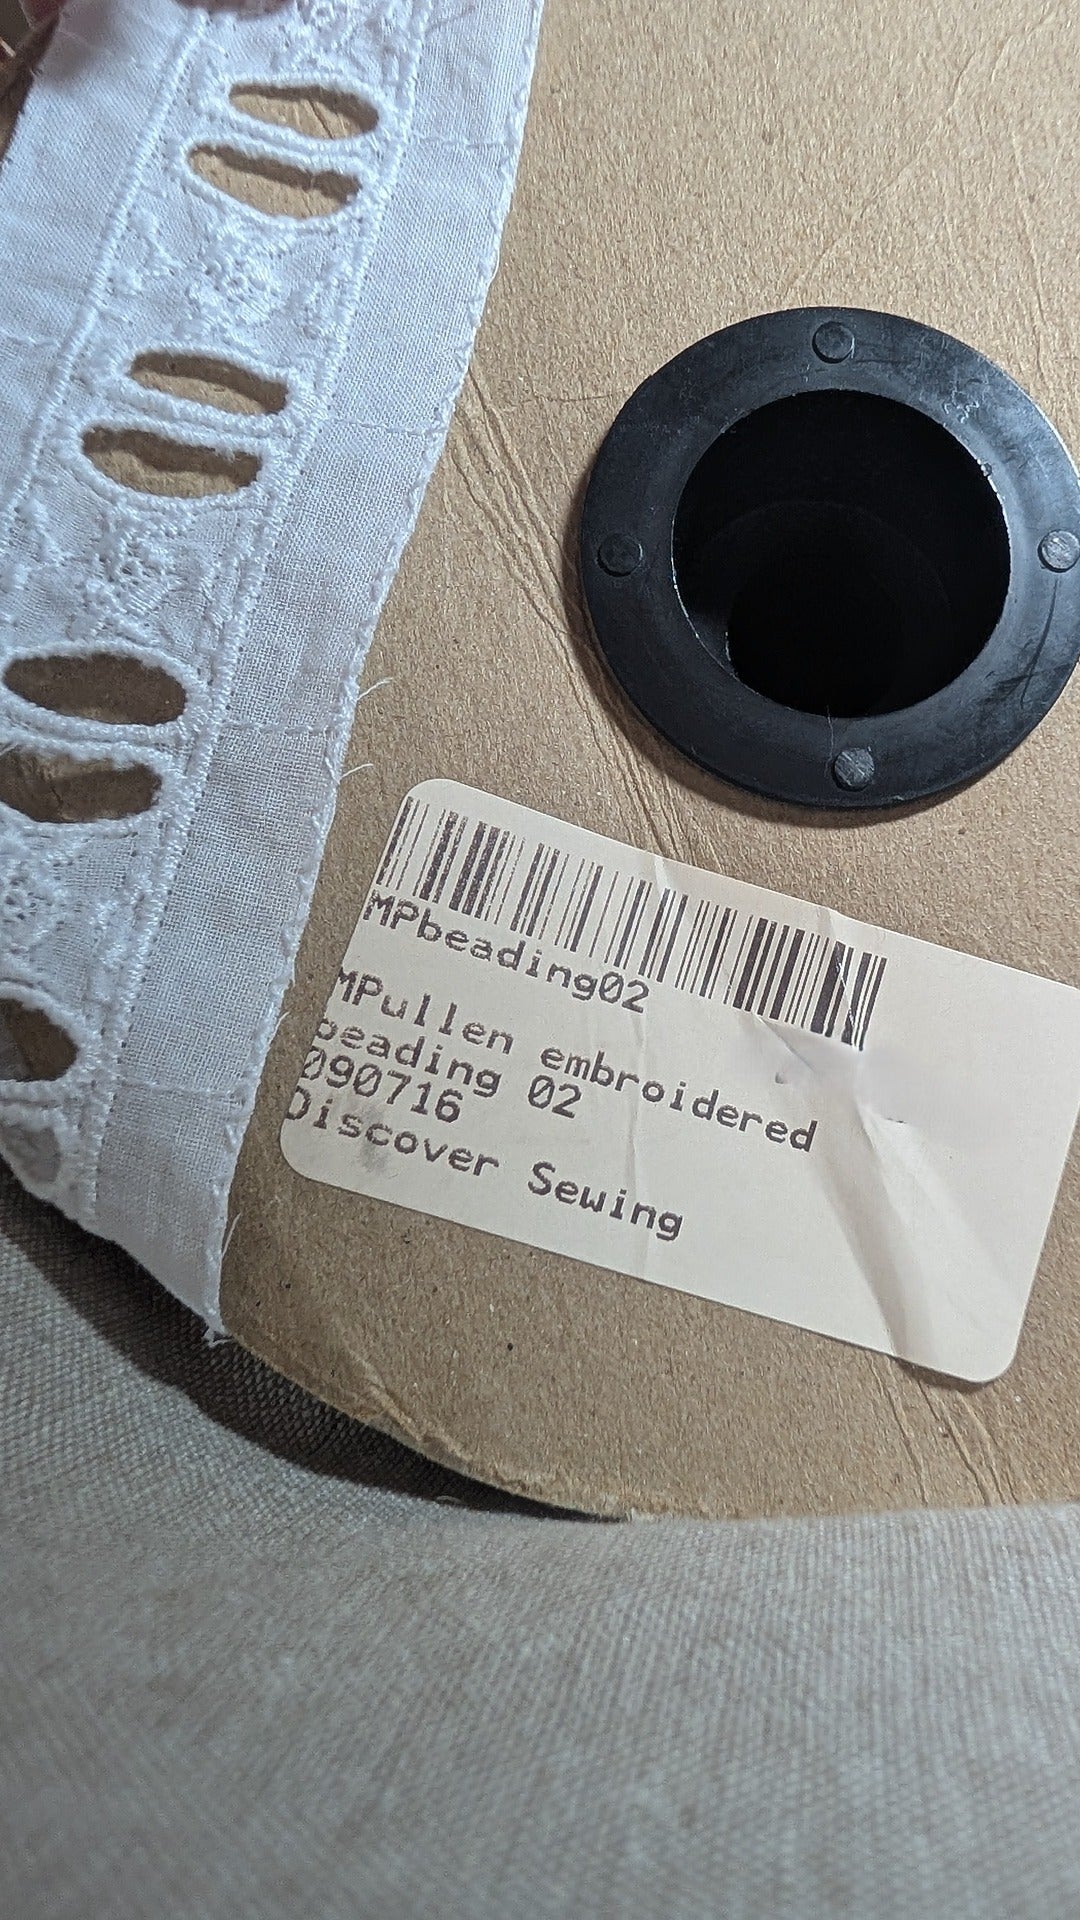 MPbeading02
MPullen embroidered
beading 02
090716
Discover Sewing